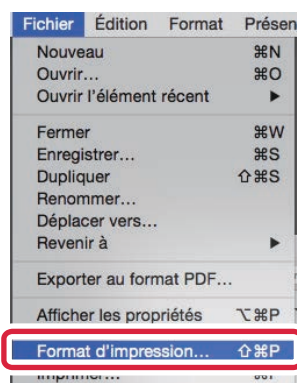 Fichier Édition Format Présen
Nouveau ⌘N
Ouvrir... ⌘O
Ouvrir l'élément récent ▶
Fermer ⌘W
Enregistrer... ⌘S
Dupliquer ⇧⌘S
Renommer...
Déplacer vers...
Revenir à ▶
Exporter au format PDF...
Afficher les propriétés ⌥⌘P
Format d'impression... ⇧⌘P
Imprimer... ⌘P